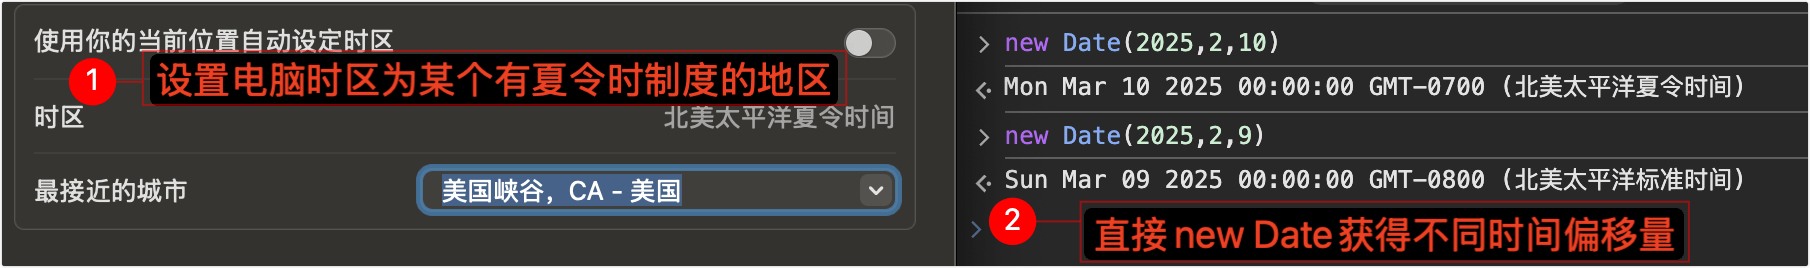 使用你的当前位置自动设定时区
1 设置电脑时区为某个有夏令时制度的地区
时区 北美太平洋夏令时间
最接近的城市 美国峡谷，CA - 美国
new Date(2025,2,10)
Mon Mar 10 2025 00:00:00 GMT-0700 (北美太平洋夏令时间)
new Date(2025,2,9)
Sun Mar 09 2025 00:00:00 GMT-0800 (北美太平洋标准时间)
2 直接 new Date 获得不同时间偏移量